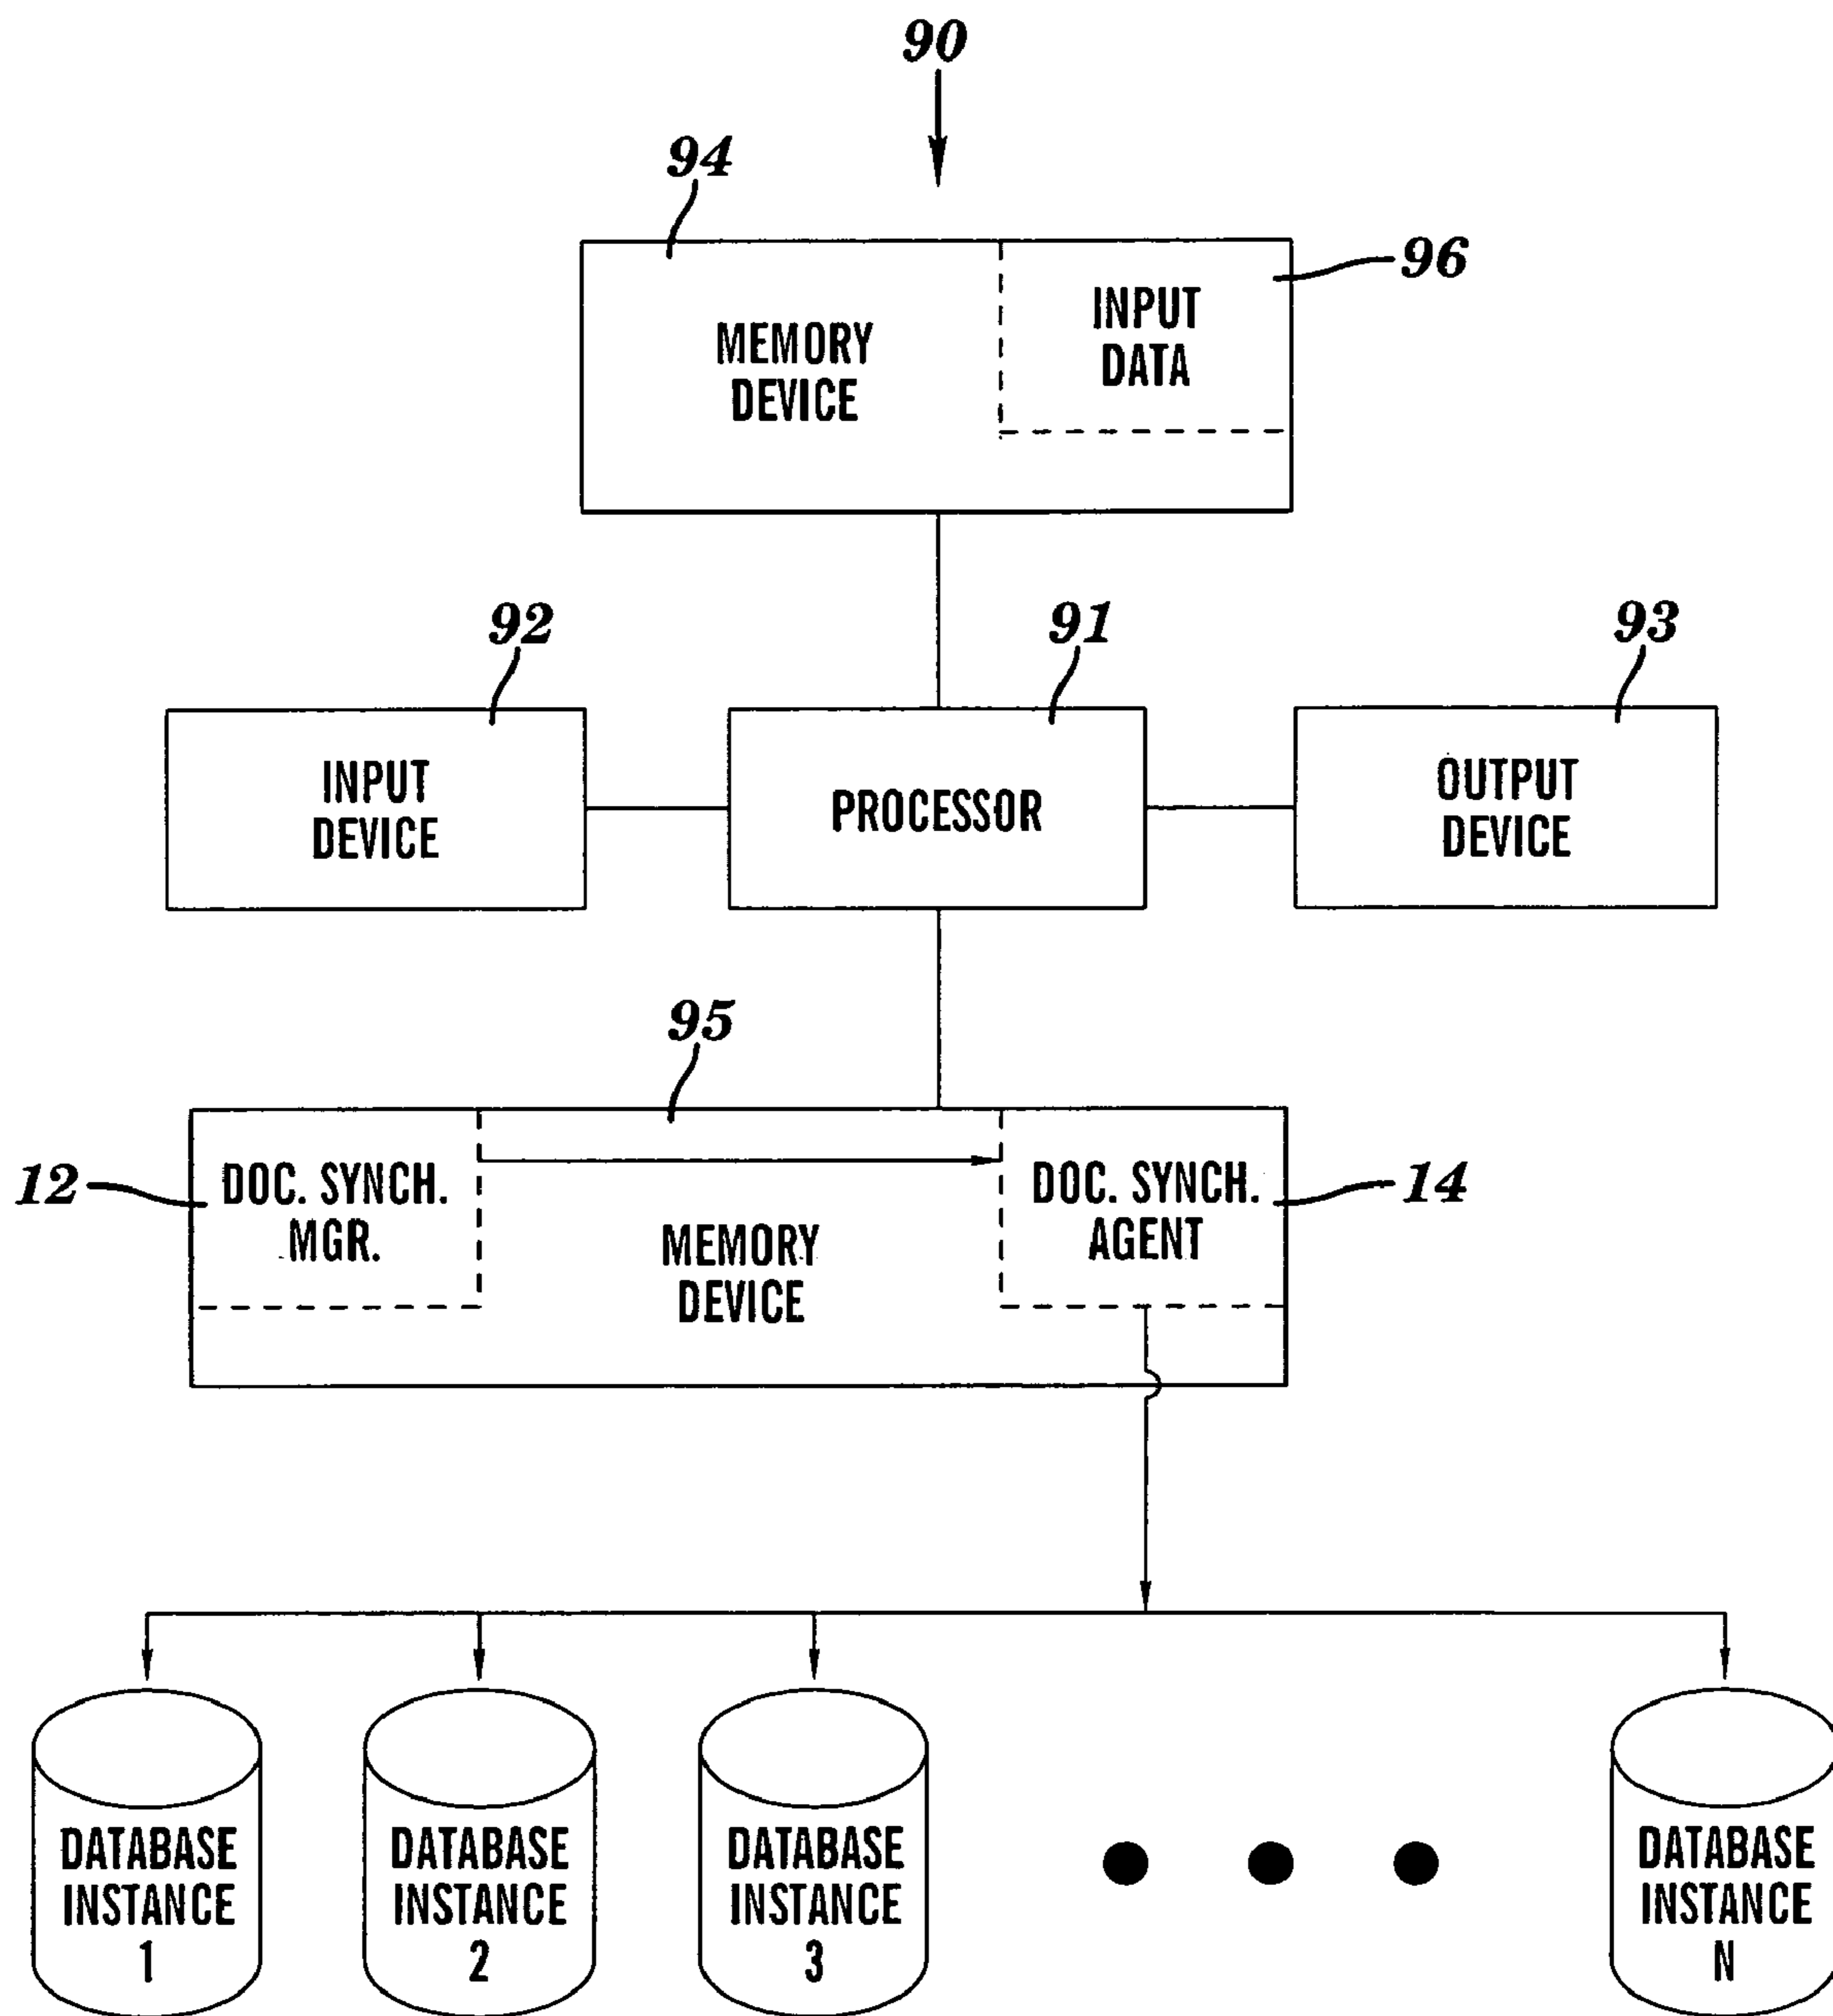 90
94
96
MEMORY
DEVICE
INPUT
DATA
92
91
93
INPUT
DEVICE
PROCESSOR
OUTPUT
DEVICE
95
12
DOC. SYNCH.
MGR.
MEMORY
DEVICE
DOC. SYNCH.
AGENT
14
DATABASE
INSTANCE
1
DATABASE
INSTANCE
2
DATABASE
INSTANCE
3
DATABASE
INSTANCE
N